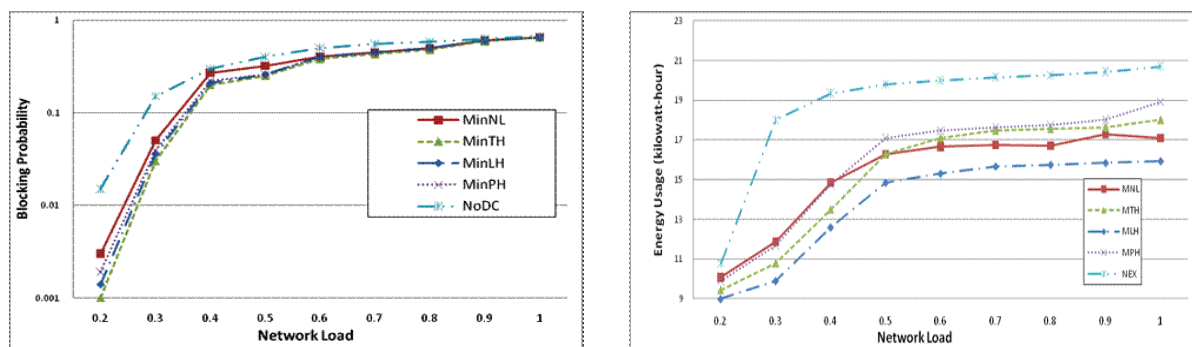 1
0.1
0.01
0.001
Blocking Probability
MinNL
MinTH
MinLH
MinPH
NoDC
0.2 0.3 0.4 0.5 0.6 0.7 0.8 0.9 1
Network Load
23
21
19
17
15
13
11
9
Energy Usage (kilowatt-hour)
MNL
MTH
MLH
MPH
NEX
0.2 0.3 0.4 0.5 0.6 0.7 0.8 0.9 1
Network Load